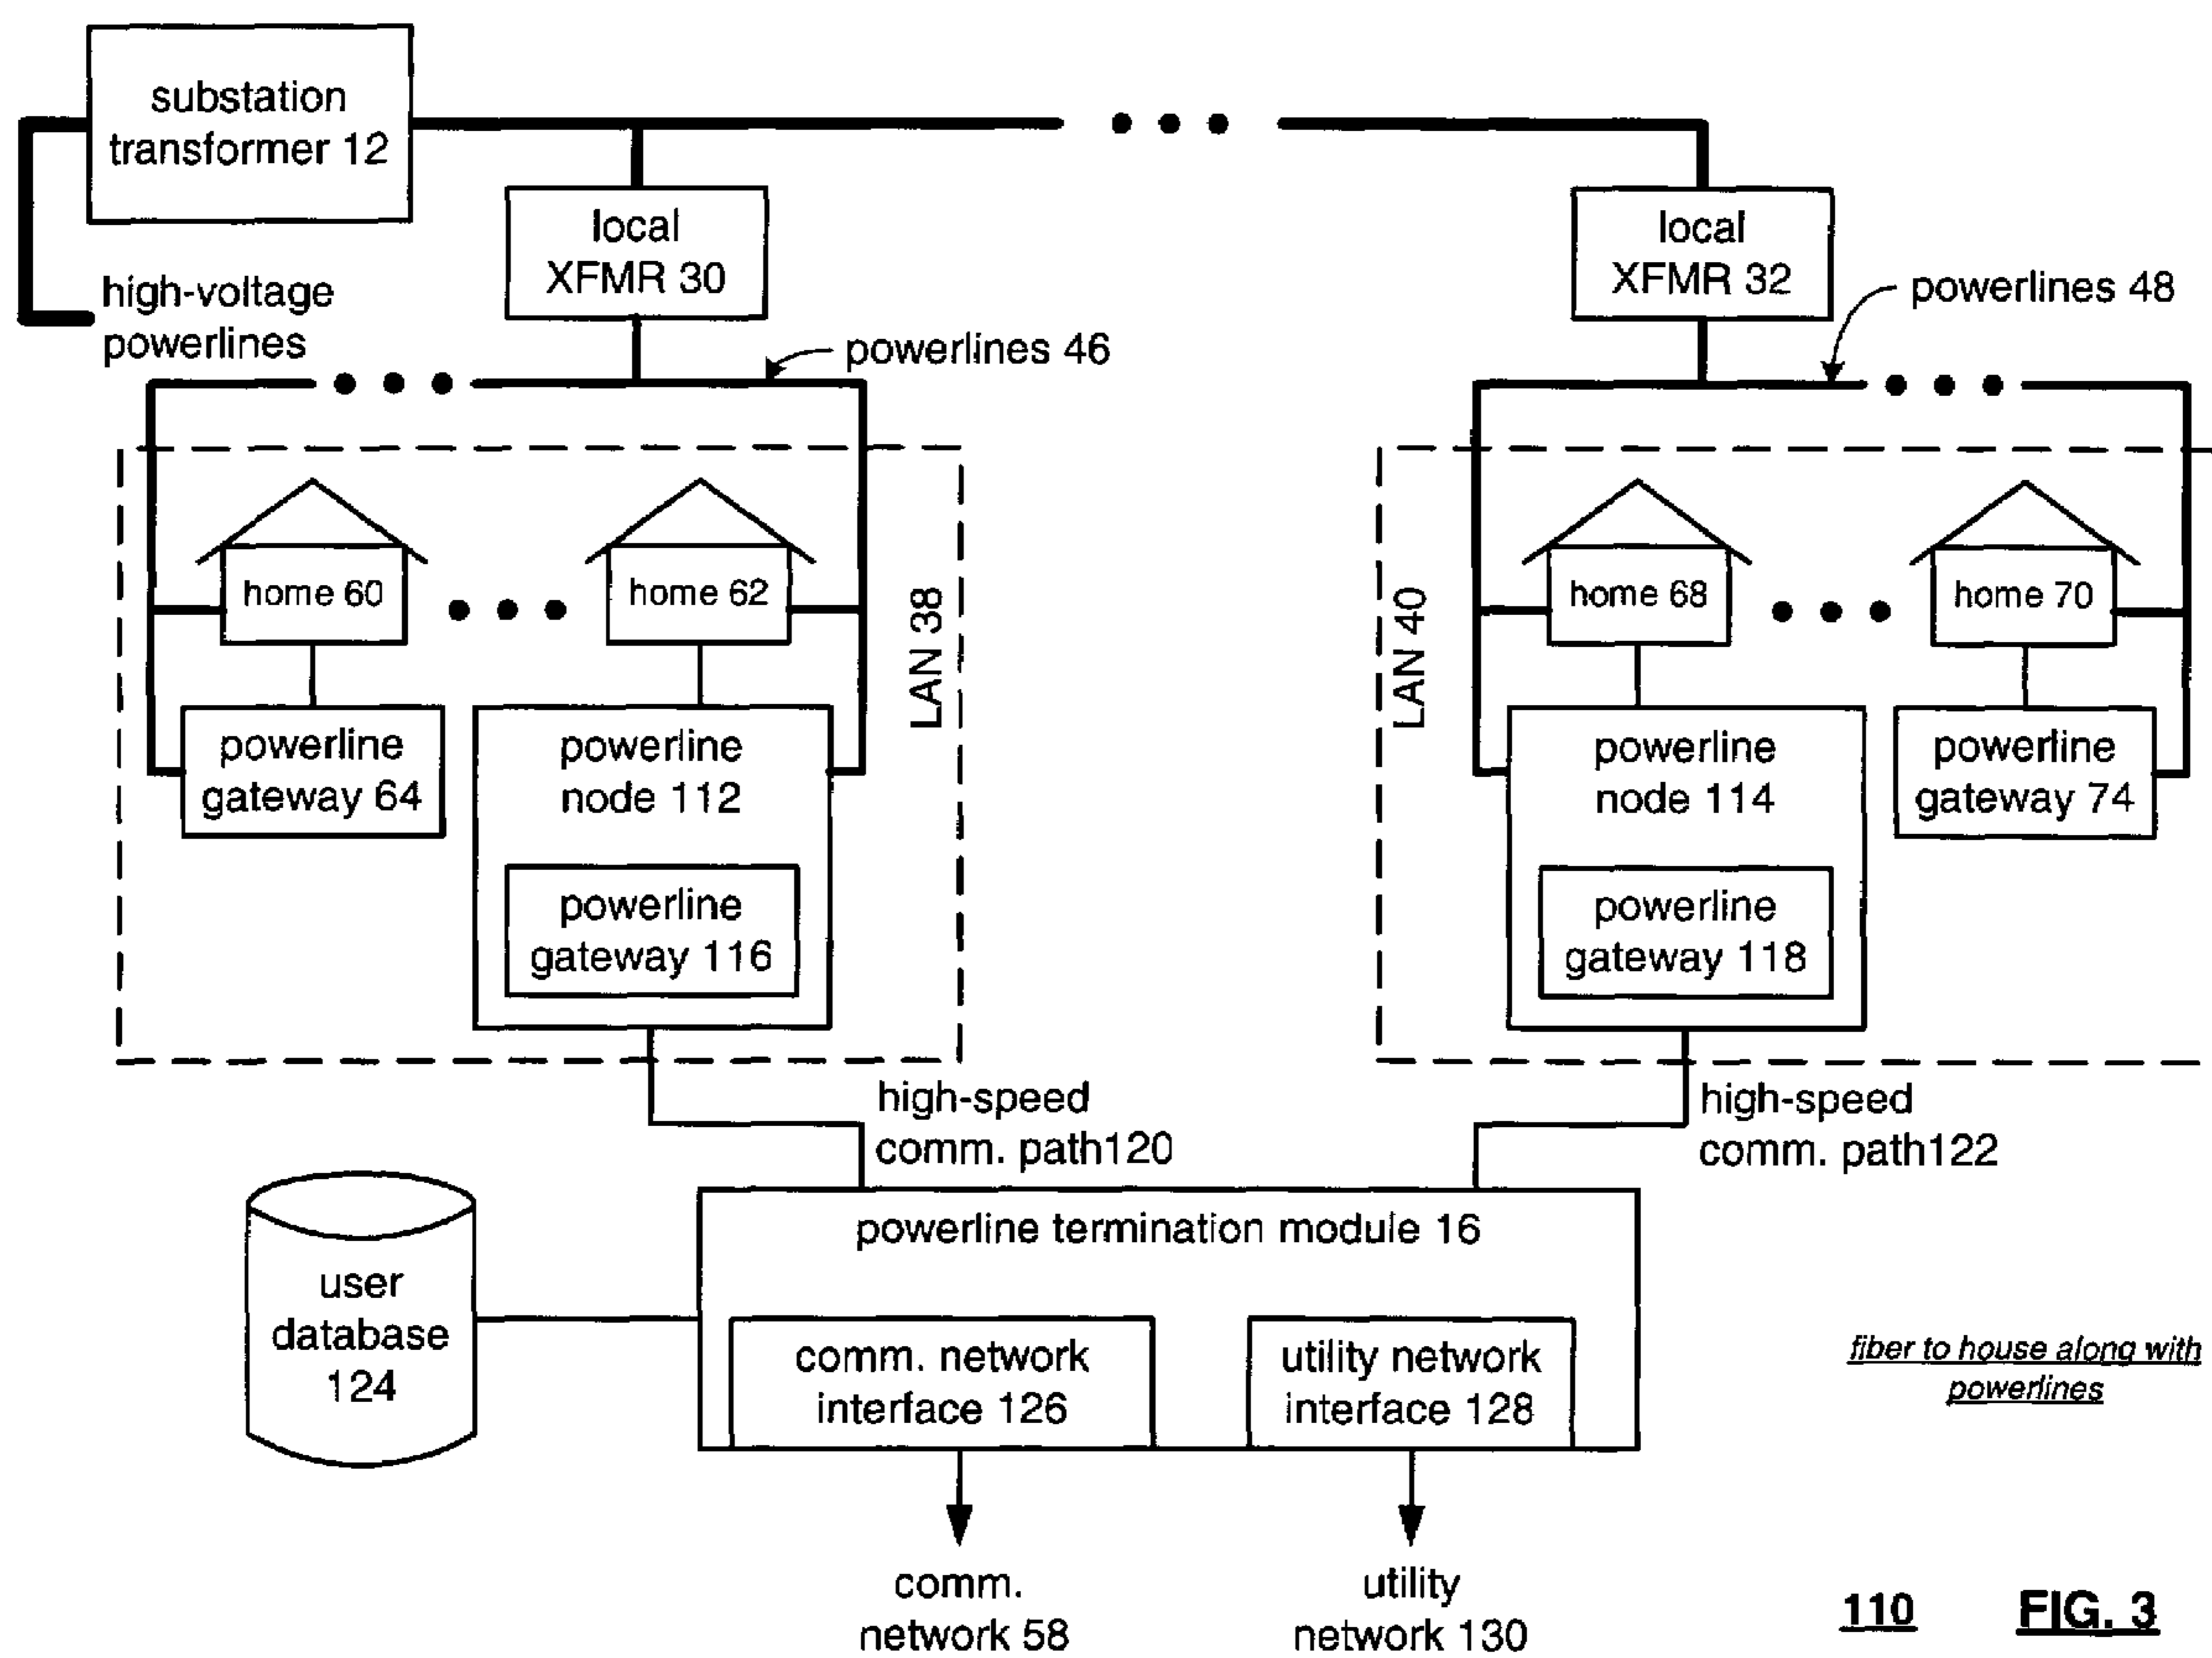 substation
transformer 12
high-voltage
powerlines
local
XFMR 30
local
XFMR 32
powerlines 46
powerlines 48
home 60
home 62
LAN 38
LAN 40
home 68
home 70
powerline
gateway 64
powerline
node 112
powerline
gateway 116
powerline
node 114
powerline
gateway 118
powerline
gateway 74
high-speed
comm. path120
high-speed
comm. path122
user
database
124
powerline termination module 16
comm. network
interface 126
utility network
interface 128
fiber to house along with
powerlines
comm.
network 58
utility
network 130
110
FIG. 3